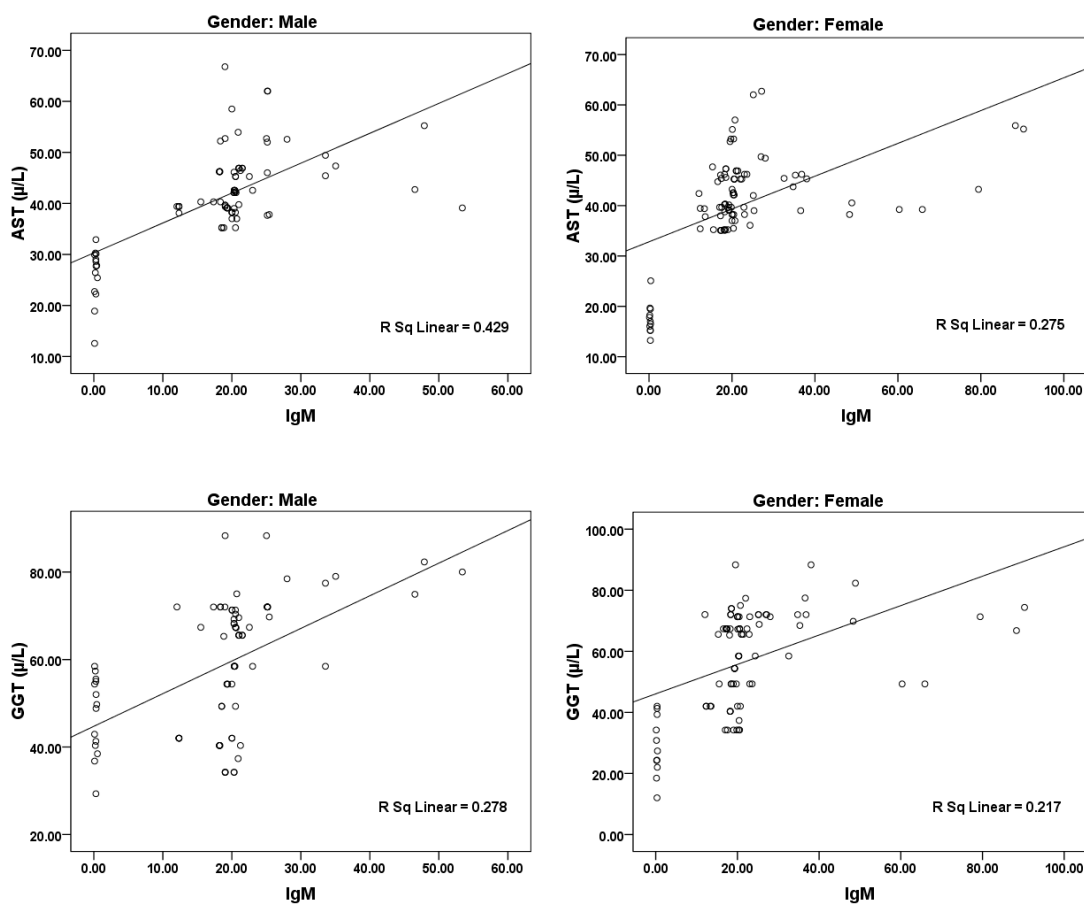 Gender: Male
70.00
60.00
50.00
40.00
30.00
20.00
10.00
AST (µ/L)
R Sq Linear = 0.429
0.00 10.00 20.00 30.00 40.00 50.00 60.00
IgM
Gender: Female
70.00
60.00
50.00
40.00
30.00
20.00
10.00
AST (µ/L)
R Sq Linear = 0.275
0.00 20.00 40.00 60.00 80.00 100.00
IgM
Gender: Male
80.00
60.00
40.00
20.00
GGT (µ/L)
R Sq Linear = 0.278
0.00 10.00 20.00 30.00 40.00 50.00 60.00
IgM
Gender: Female
100.00
80.00
60.00
40.00
20.00
0.00
GGT (µ/L)
R Sq Linear = 0.217
0.00 20.00 40.00 60.00 80.00 100.00
IgM